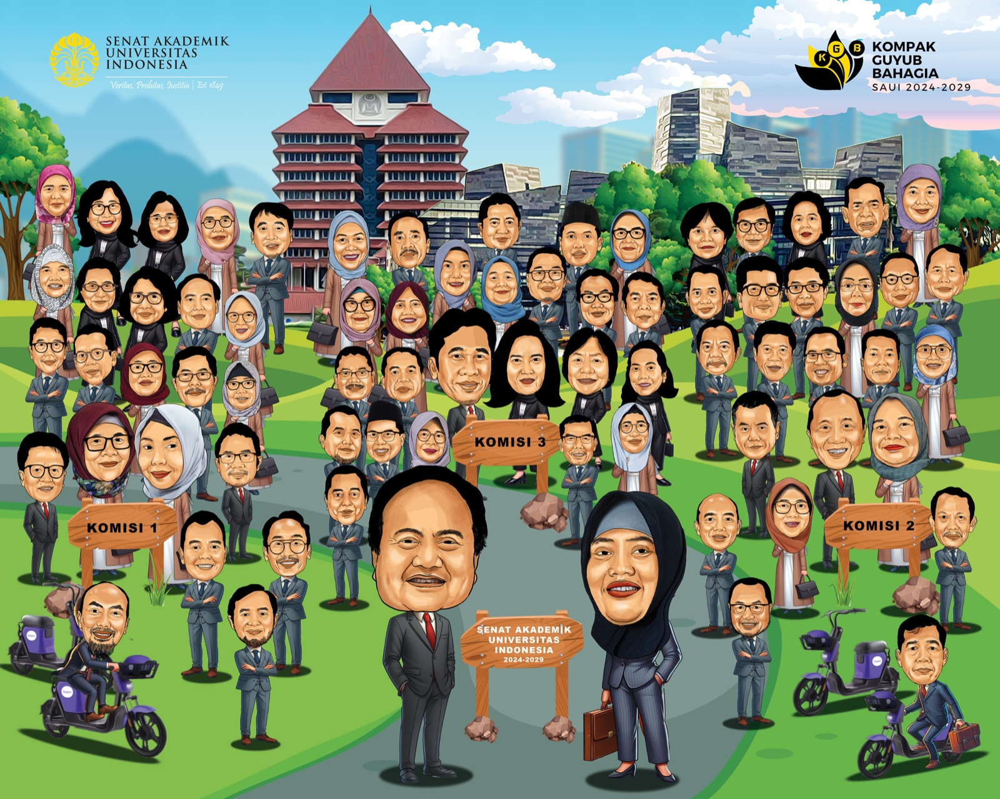 SENAT AKADEMIK
UNIVERSITAS
INDONESIA
Veritas, Probitas, Justitia | Est. 1849
K G B
KOMPAK
GUYUB
BAHAGIA
SAUI 2024-2029
KOMISI 3
KOMISI 1
KOMISI 2
SENAT AKADEMIK
UNIVERSITAS
INDONESIA
2024-2029